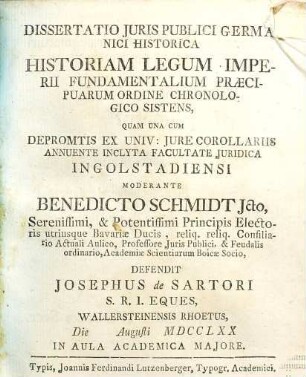 DISSERTATIO JURIS PUBLICI GERMA
NICI HISTORICA
HISTORIAM LEGUM IMPE-
RII FUNDAMENTALIUM PRÆCI-
PUARUM ORDINE CHRONOLO-
GICO SISTENS,
QUAM UNA CUM
DEPROMTIS EX UNIV: JURE COROLLARIIS
ANNUENTE INCLYTA FACULTATE JURIDICA
INGOLSTADIENSI
MODERANTE
BENEDICTO SCHMIDT Jcto,
Serenissimi, & Potentissimi Principis Electo-
ris utriusque Bavariæ Ducis, reliq. reliq. Consilia-
rio Actuali Aulico, Professore Juris Publici, & Feudalis
ordinario, Academiæ Scientiarum Boicæ Socio,
DEFENDIT
JOSEPHUS de SARTORI
S. R. I. EQUES,
WALLERSTEINENSIS RHOETUS,
Die Augusti MDCCLXX
IN AULA ACADEMICA MAJORE.
Typis, Joannis Ferdinandi Lutzenberger, Typogr. Academici.